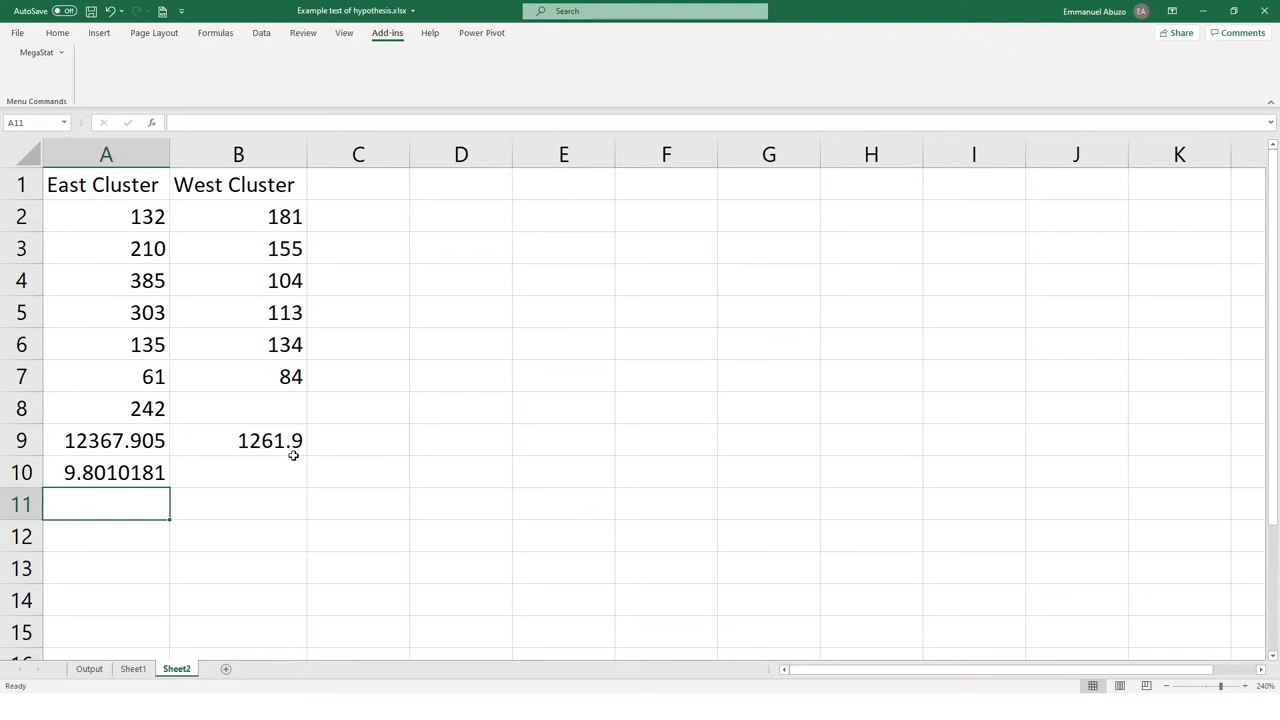 AutoSave Off Example test of hypothesis.xlsx Search Emmanuel Abuzo EA
File Home Insert Page Layout Formulas Data Review View Add-ins Help Power Pivot Share Comments
MegaStat
Menu Commands
A11 fx
A B C D E F G H I J K
1 East Cluster West Cluster
2 132 181
3 210 155
4 385 104
5 303 113
6 135 134
7 61 84
8 242
9 12367.905 1261.9
10 9.8010181
11
12
13
14
15
Output Sheet1 Sheet2
Ready 240%